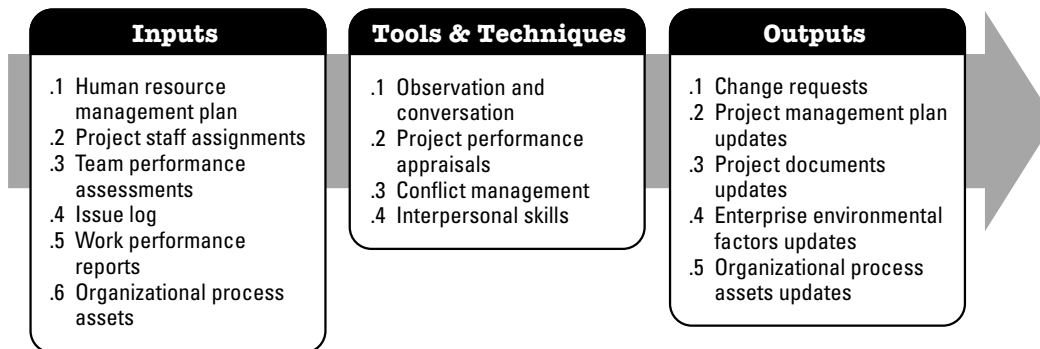 Inputs
.1 Human resource
management plan
.2 Project staff assignments
.3 Team performance
assessments
.4 Issue log
.5 Work performance
reports
.6 Organizational process
assets
Tools & Techniques
.1 Observation and
conversation
.2 Project performance
appraisals
.3 Conflict management
.4 Interpersonal skills
Outputs
.1 Change requests
.2 Project management plan
updates
.3 Project documents
updates
.4 Enterprise environmental
factors updates
.5 Organizational process
assets updates